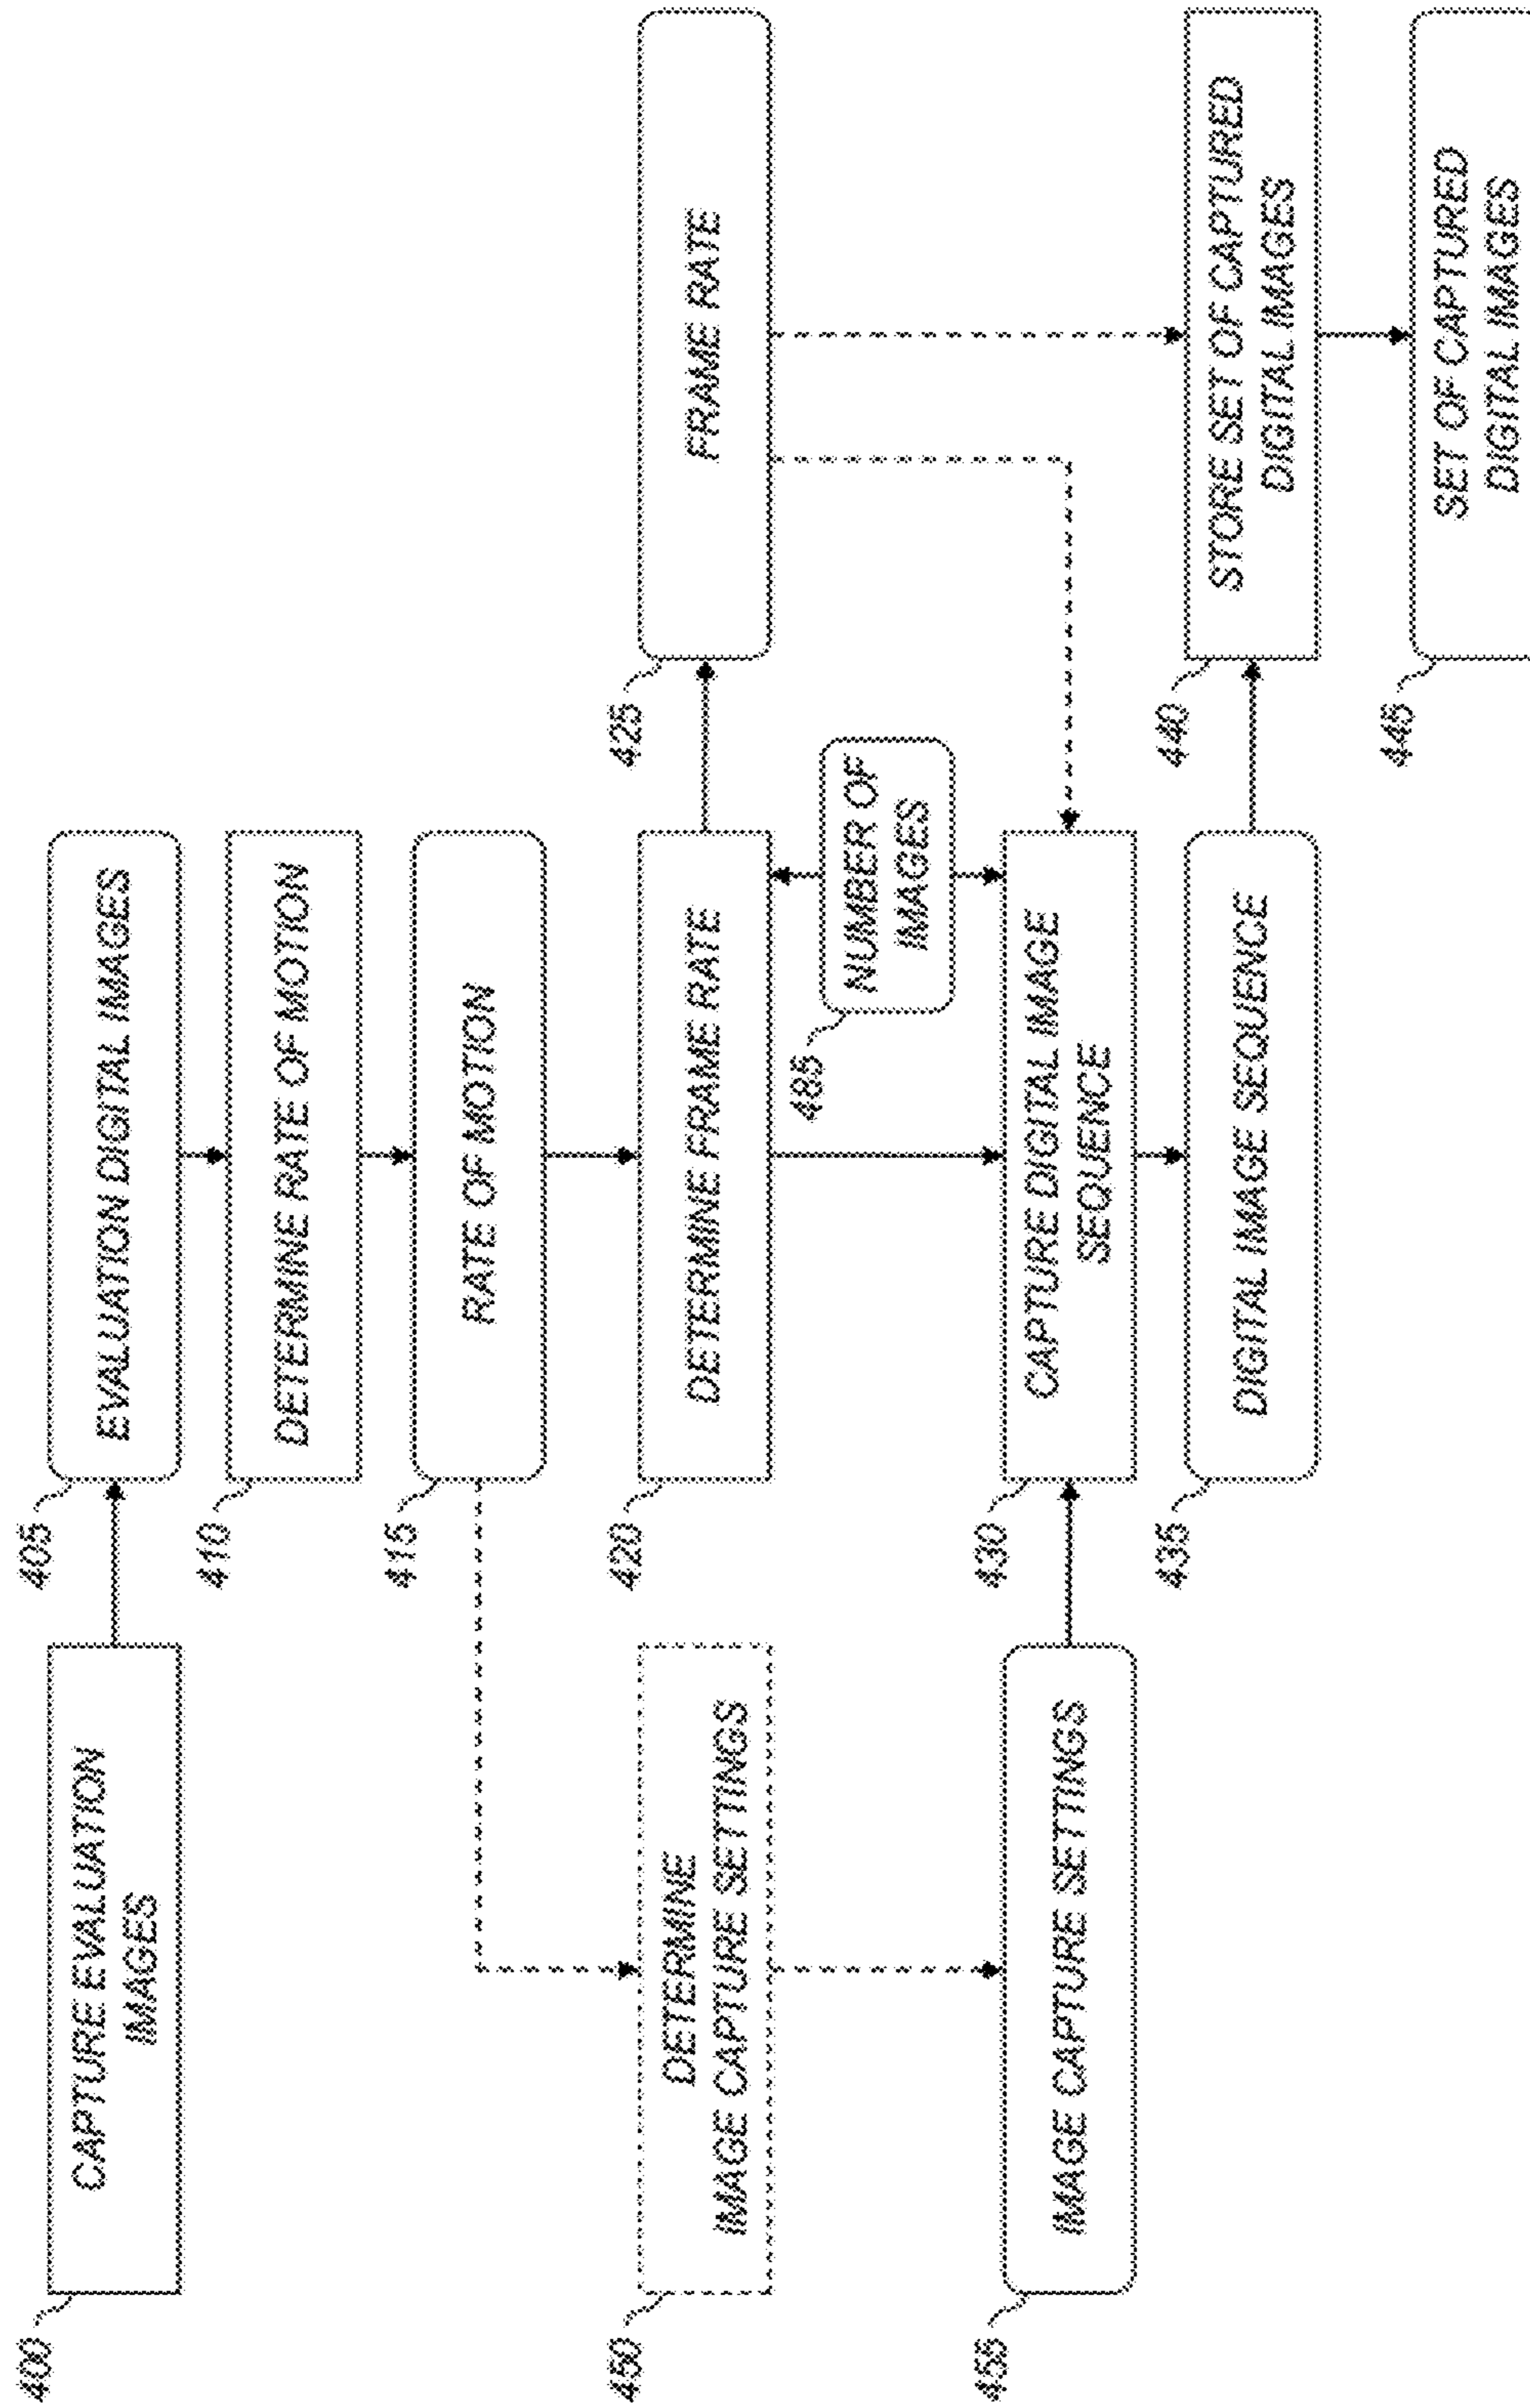 400
CAPTURE EVALUATION
IMAGES
405
EVALUATION DIGITAL IMAGES
410
DETERMINE RATE OF MOTION
415
RATE OF MOTION
450
DETERMINE
IMAGE CAPTURE SETTINGS
420
DETERMINE FRAME RATE
425
FRAME RATE
485
NUMBER OF
IMAGES
455
IMAGE CAPTURE SETTINGS
430
CAPTURE DIGITAL IMAGE
SEQUENCE
435
DIGITAL IMAGE SEQUENCE
440
STORE SET OF CAPTURED
DIGITAL IMAGES
445
SET OF CAPTURED
DIGITAL IMAGES